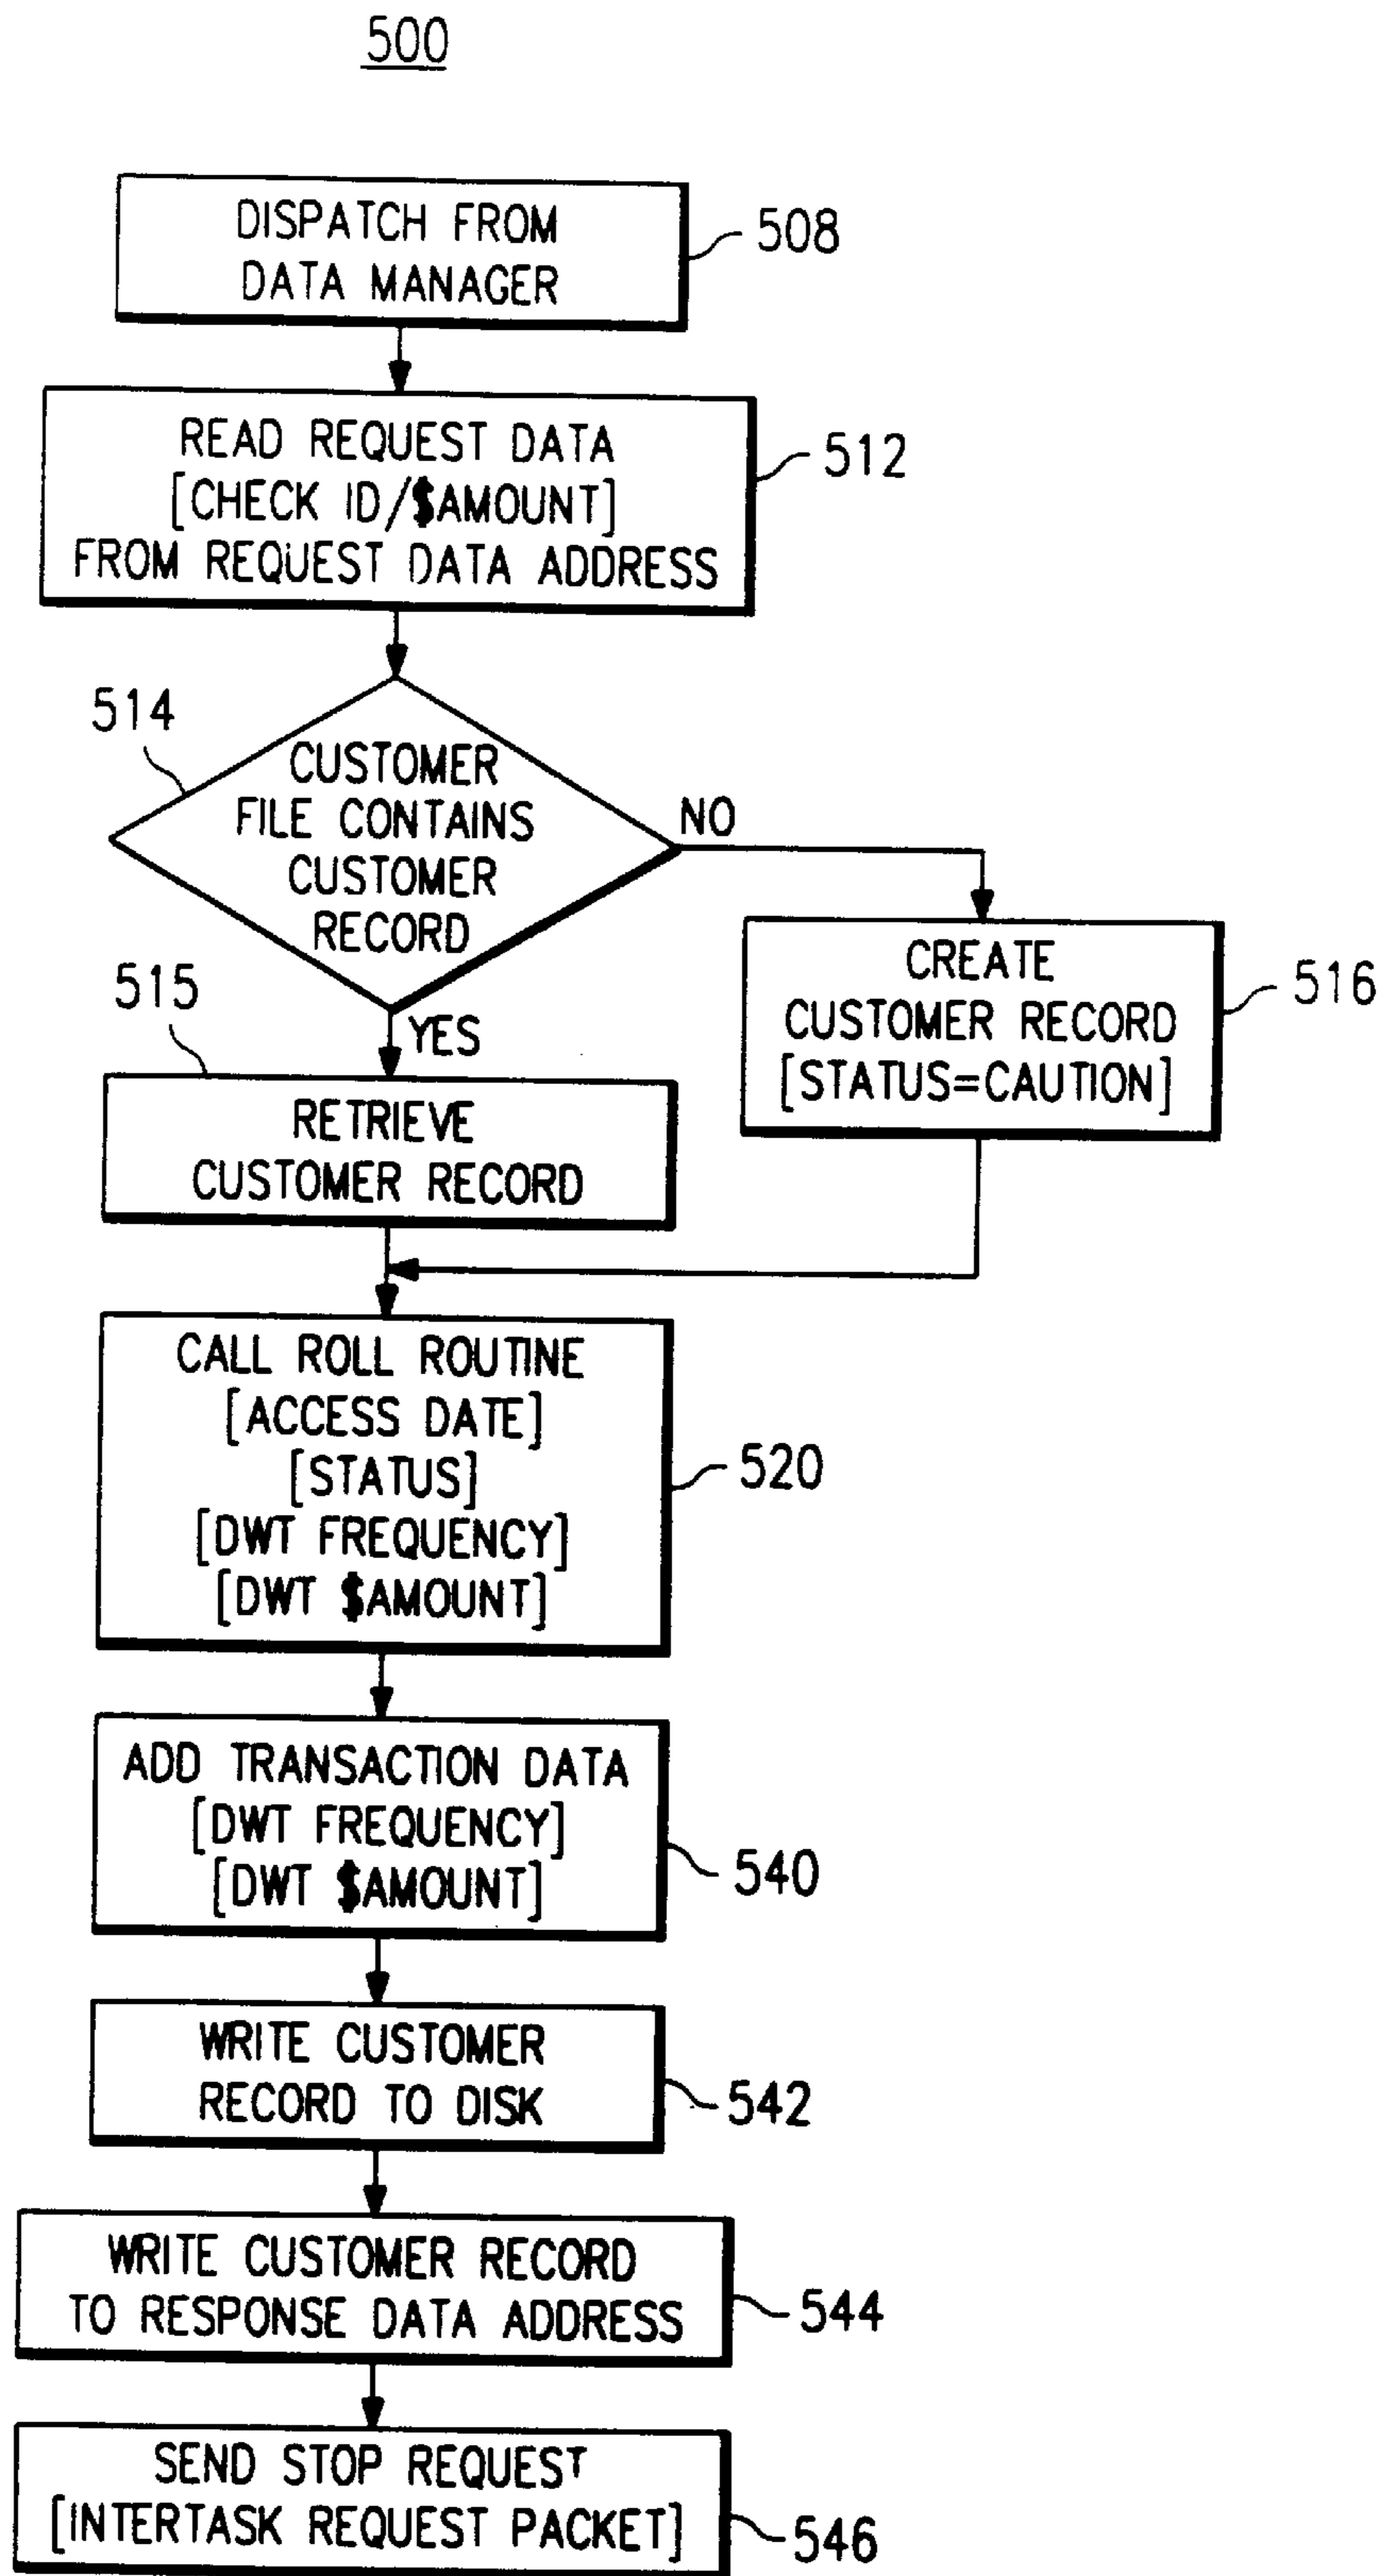 500
DISPATCH FROM
DATA MANAGER
508
READ REQUEST DATA
[CHECK ID/$AMOUNT]
FROM REQUEST DATA ADDRESS
512
514
CUSTOMER
FILE CONTAINS
CUSTOMER
RECORD
NO
YES
CREATE
CUSTOMER RECORD
[STATUS=CAUTION]
516
515
RETRIEVE
CUSTOMER RECORD
CALL ROLL ROUTINE
[ACCESS DATE]
[STATUS]
[DWT FREQUENCY]
[DWT $AMOUNT]
520
ADD TRANSACTION DATA
[DWT FREQUENCY]
[DWT $AMOUNT]
540
WRITE CUSTOMER
RECORD TO DISK
542
WRITE CUSTOMER RECORD
TO RESPONSE DATA ADDRESS
544
SEND STOP REQUEST
[INTERTASK REQUEST PACKET]
546